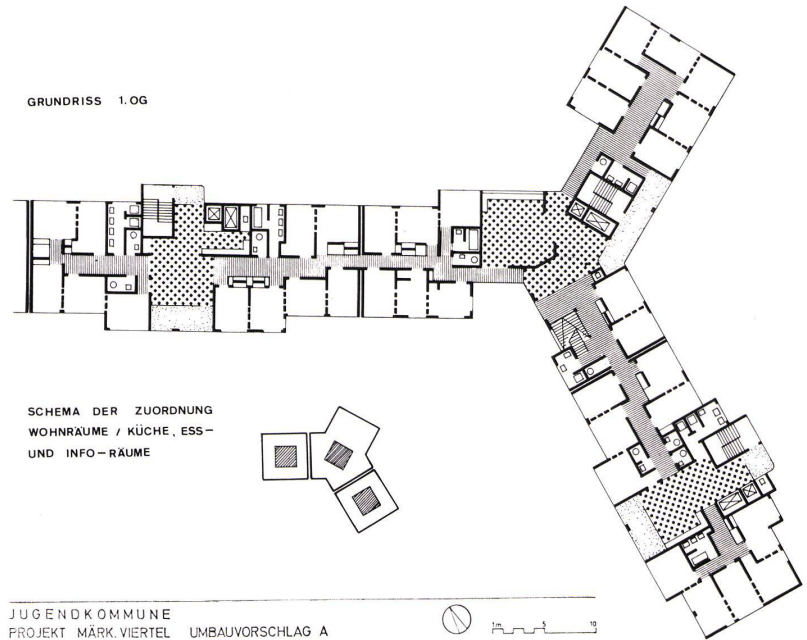 GRUNDRISS 1. OG
SCHEMA DER ZUORDNUNG
WOHNRÄUME / KÜCHE, ESS-
UND INFO-RÄUME
JUGENDKOMMUNE
PROJEKT MÄRK. VIERTEL UMBAUVORSCHLAG A
1m 5 10